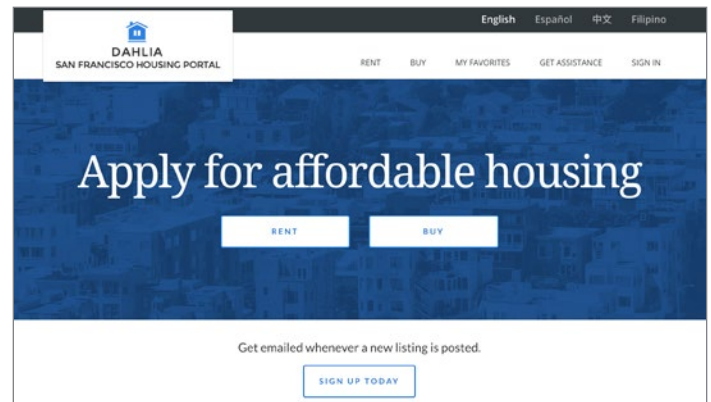 English Español 中文 Filipino
DAHLIA
SAN FRANCISCO HOUSING PORTAL
RENT BUY MY FAVORITES GET ASSISTANCE SIGN IN
Apply for affordable housing
RENT BUY
Get emailed whenever a new listing is posted.
SIGN UP TODAY